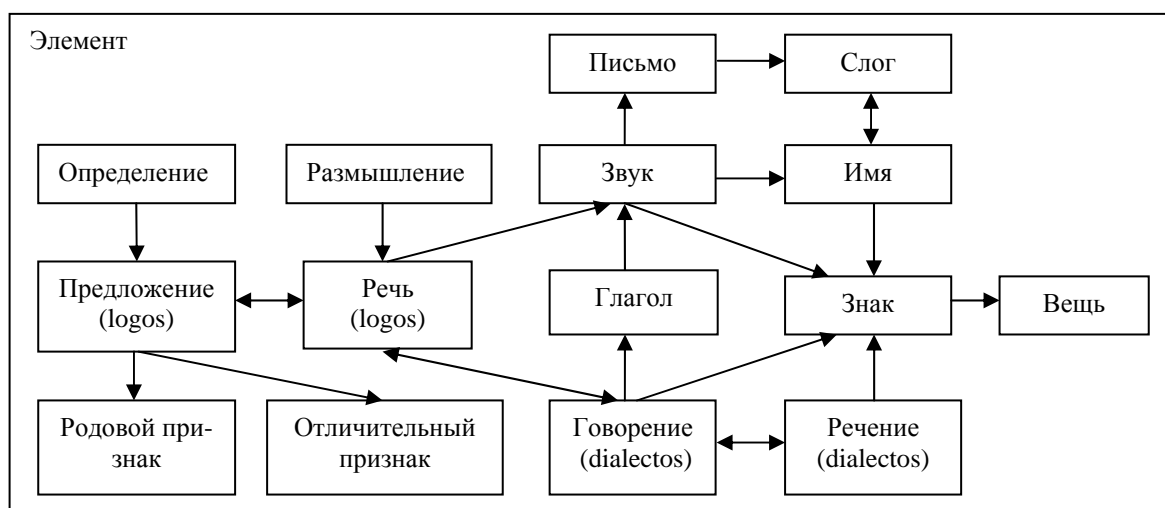 Элемент
Письмо
Слог
Определение
Размышление
Звук
Имя
Предложение
(logos)
Речь
(logos)
Глагол
Знак
Вещь
Родовой при-
знак
Отличительный
признак
Говорение
(dialectos)
Речение
(dialectos)